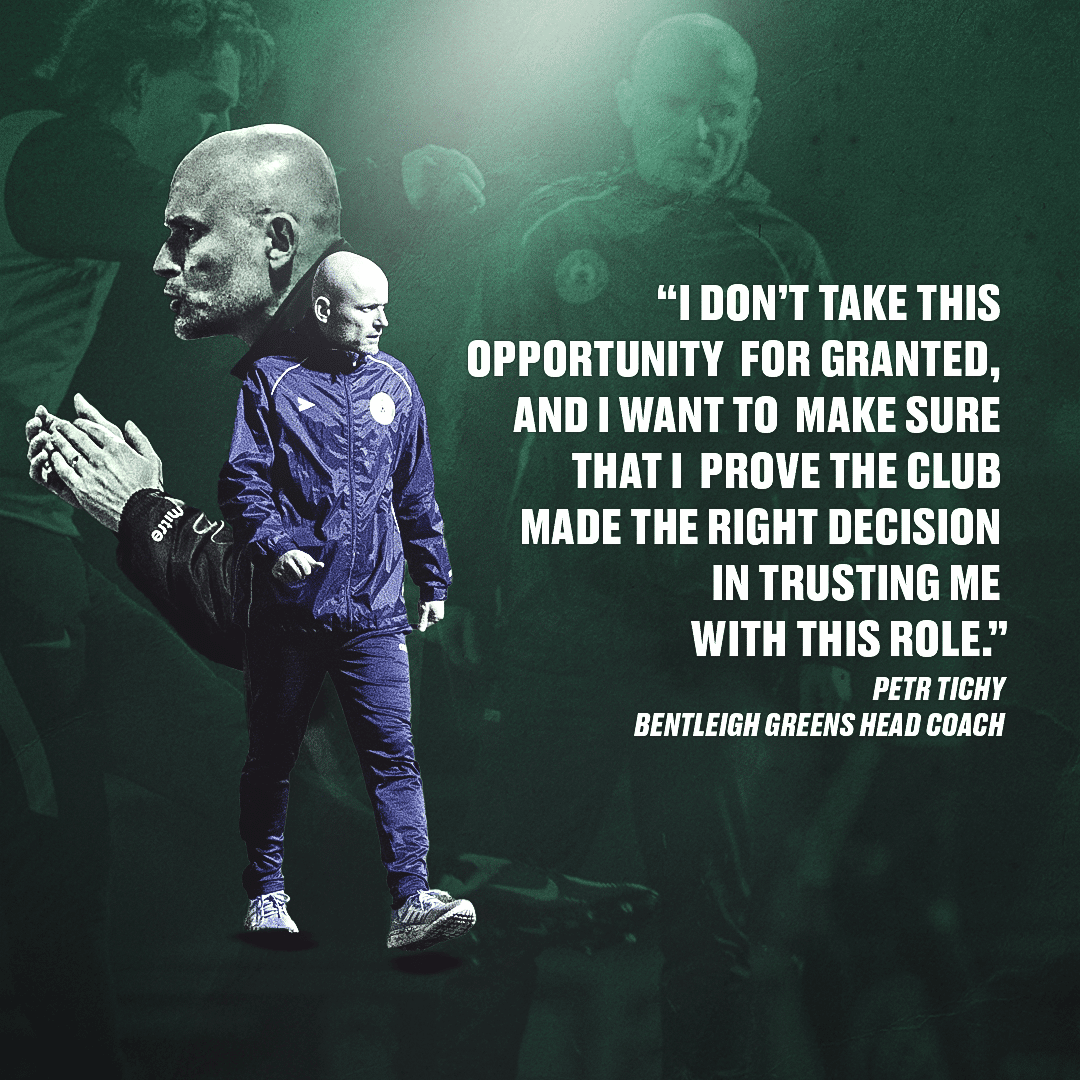 “I DON’T TAKE THIS
OPPORTUNITY FOR GRANTED,
AND I WANT TO MAKE SURE
THAT I PROVE THE CLUB
MADE THE RIGHT DECISION
IN TRUSTING ME
WITH THIS ROLE.”
PETR TICHY
BENTLEIGH GREENS HEAD COACH
mitre